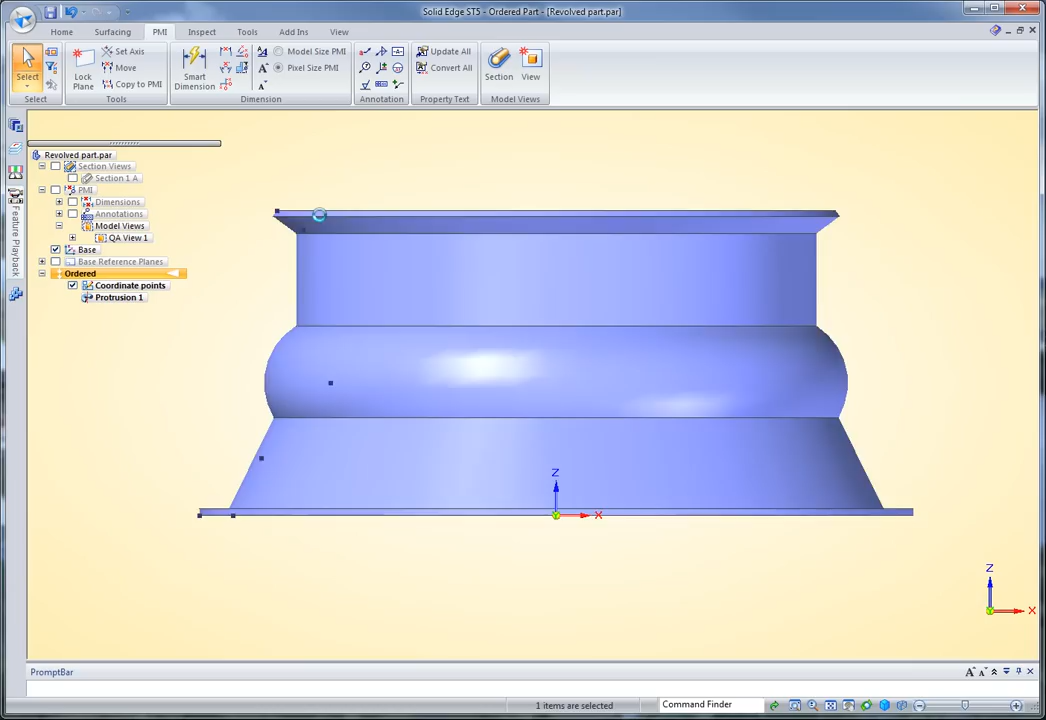 Solid Edge ST5 - Ordered Part - [Revolved part.par]
Home Surfacing PMI Inspect Tools Add Ins View
Select
Select
Lock
Plane
Set Axis
Move
Copy to PMI
Tools
Smart
Dimension
Model Size PMI
Pixel Size PMI
Dimension
Annotation
Update All
Convert All
Property Text
Section
View
Model Views
Feature Playback
Revolved part.par
Section Views
Section 1 A
PMI
Dimensions
Annotations
Model Views
QA View 1
Base
Base Reference Planes
Ordered
Coordinate points
Protrusion 1
Z
X
Z
X
PromptBar
1 items are selected
Command Finder